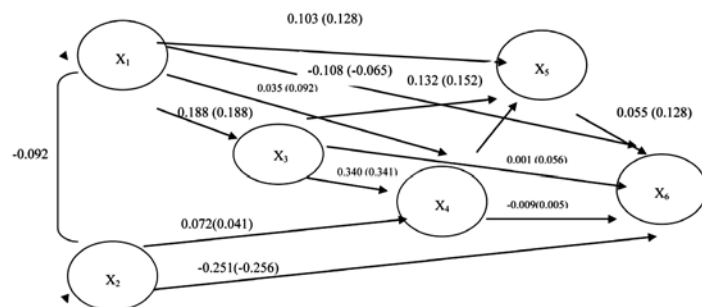 0.103 (0.128)
X1
X5
-0.108 (-0.065)
0.035 (0.092)
0.132 (0.152)
0.188 (0.188)
0.055 (0.128)
-0.092
X3
0.001 (0.056)
0.340 (0.341)
X4
X6
-0.009(0.005)
0.072(0.041)
-0.251(-0.256)
X2